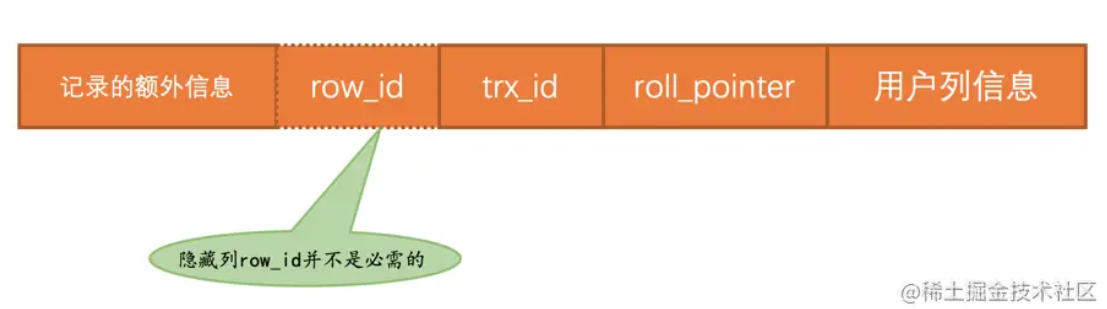 记录的额外信息 row_id trx_id roll_pointer 用户列信息
隐藏列row_id并不是必需的
@稀土掘金技术社区